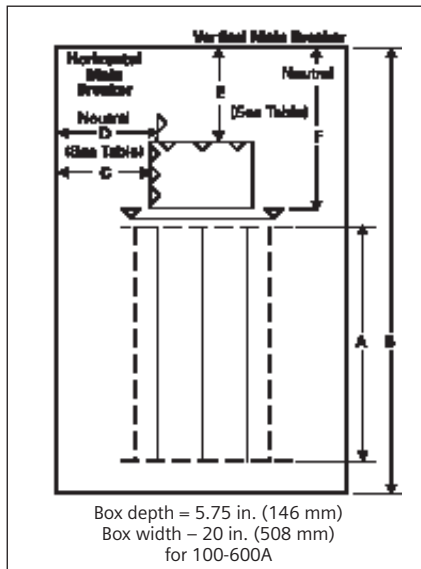 Vertical Main Breaker
Horizontal
Main
Breaker
Neutral
E
(See Table)
F
Neutral
D
(See Table)
C
A
B
Box depth = 5.75 in. (146 mm)
Box width – 20 in. (508 mm)
for 100-600A